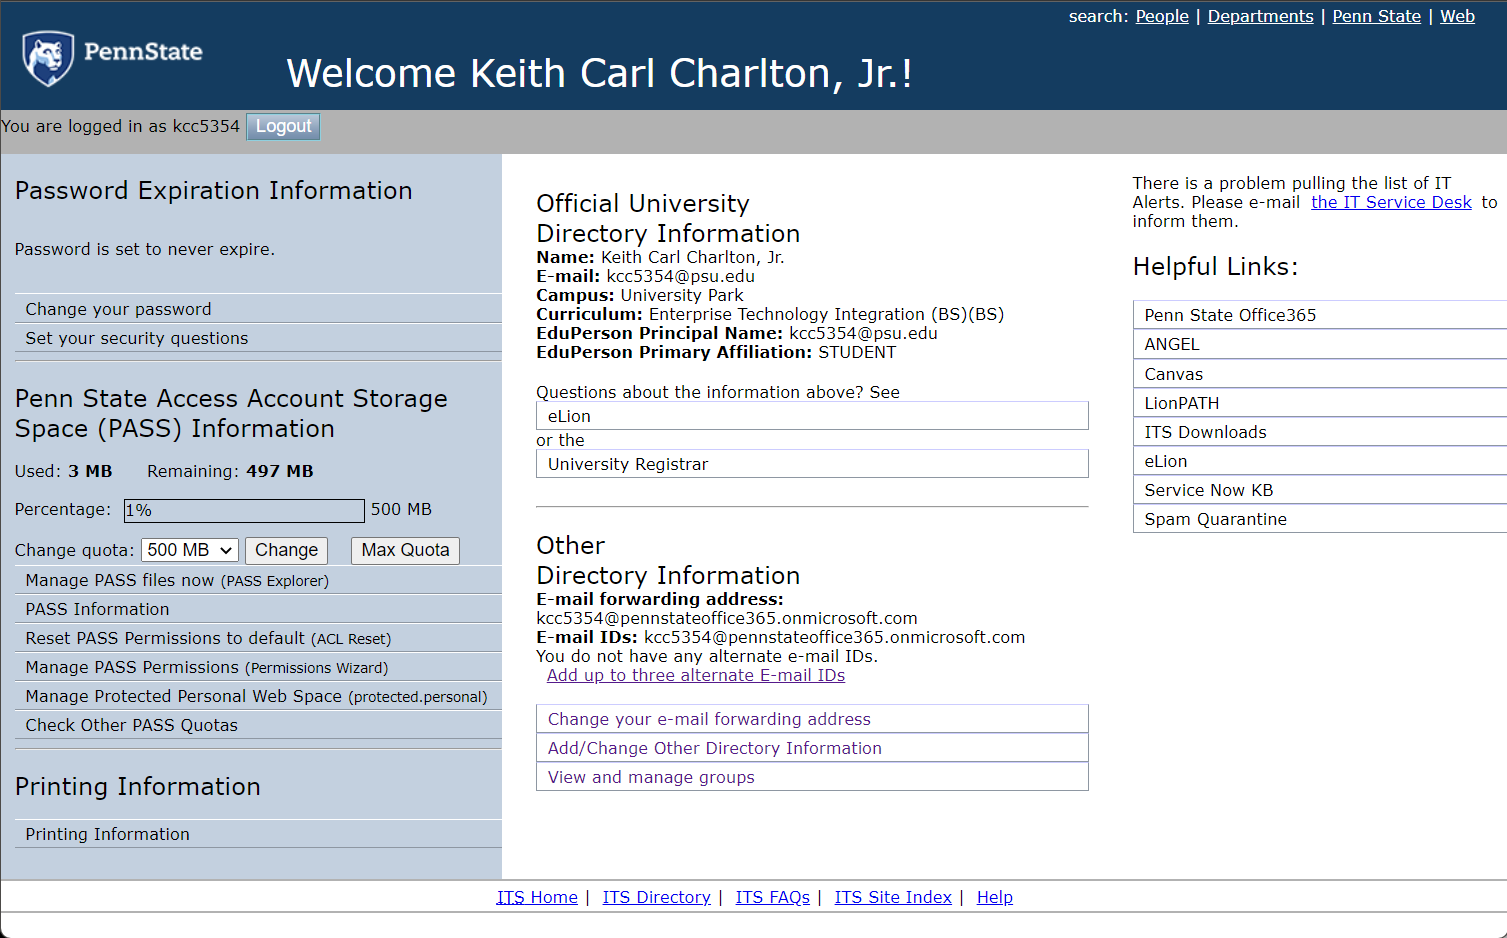 search: People | Departments | Penn State | Web
PennState
Welcome Keith Carl Charlton, Jr.!
You are logged in as kcc5354 Logout
Password Expiration Information
Password is set to never expire.
Change your password
Set your security questions
Penn State Access Account Storage
Space (PASS) Information
Used: 3 MB Remaining: 497 MB
Percentage: 1% 500 MB
Change quota: 500 MB Change Max Quota
Manage PASS files now (PASS Explorer)
PASS Information
Reset PASS Permissions to default (ACL Reset)
Manage PASS Permissions (Permissions Wizard)
Manage Protected Personal Web Space (protected.personal)
Check Other PASS Quotas
Printing Information
Printing Information
Official University
Directory Information
Name: Keith Carl Charlton, Jr.
E-mail: kcc5354@psu.edu
Campus: University Park
Curriculum: Enterprise Technology Integration (BS)(BS)
EduPerson Principal Name: kcc5354@psu.edu
EduPerson Primary Affiliation: STUDENT
Questions about the information above? See
eLion
or the
University Registrar
Other
Directory Information
E-mail forwarding address:
kcc5354@pennstateoffice365.onmicrosoft.com
E-mail IDs: kcc5354@pennstateoffice365.onmicrosoft.com
You do not have any alternate e-mail IDs.
Add up to three alternate E-mail IDs
Change your e-mail forwarding address
Add/Change Other Directory Information
View and manage groups
There is a problem pulling the list of IT
Alerts. Please e-mail the IT Service Desk to
inform them.
Helpful Links:
Penn State Office365
ANGEL
Canvas
LionPATH
ITS Downloads
eLion
Service Now KB
Spam Quarantine
ITS Home | ITS Directory | ITS FAQs | ITS Site Index | Help